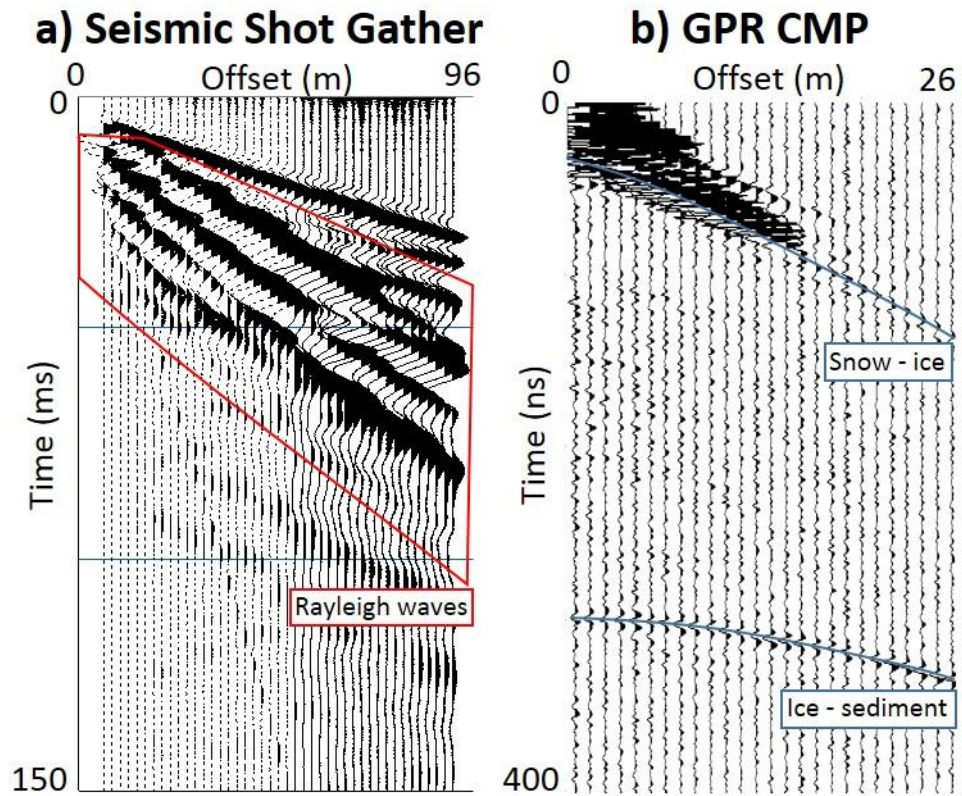 a) Seismic Shot Gather
0 Offset (m) 96
0
Time (ms)
Rayleigh waves
150
b) GPR CMP
0 Offset (m) 26
0
Time (ns)
Snow - ice
Ice - sediment
400